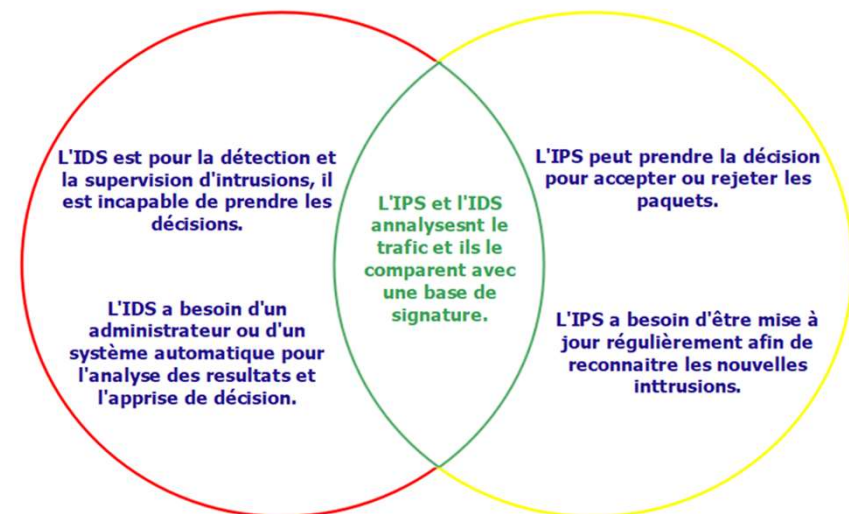 L'IDS est pour la détection et
la supervision d'intrusions, il
est incapable de prendre les
décisions.
L'IDS a besoin d'un
administrateur ou d'un
système automatique pour
l'analyse des resultats et
l'apprise de décision.
L'IPS et l'IDS
annalysesnt le
trafic et ils le
comparent avec
une base de
signature.
L'IPS peut prendre la décision
pour accepter ou rejeter les
paquets.
L'IPS a besoin d'être mise à
jour régulièrement afin de
reconnaitre les nouvelles
inttrusions.